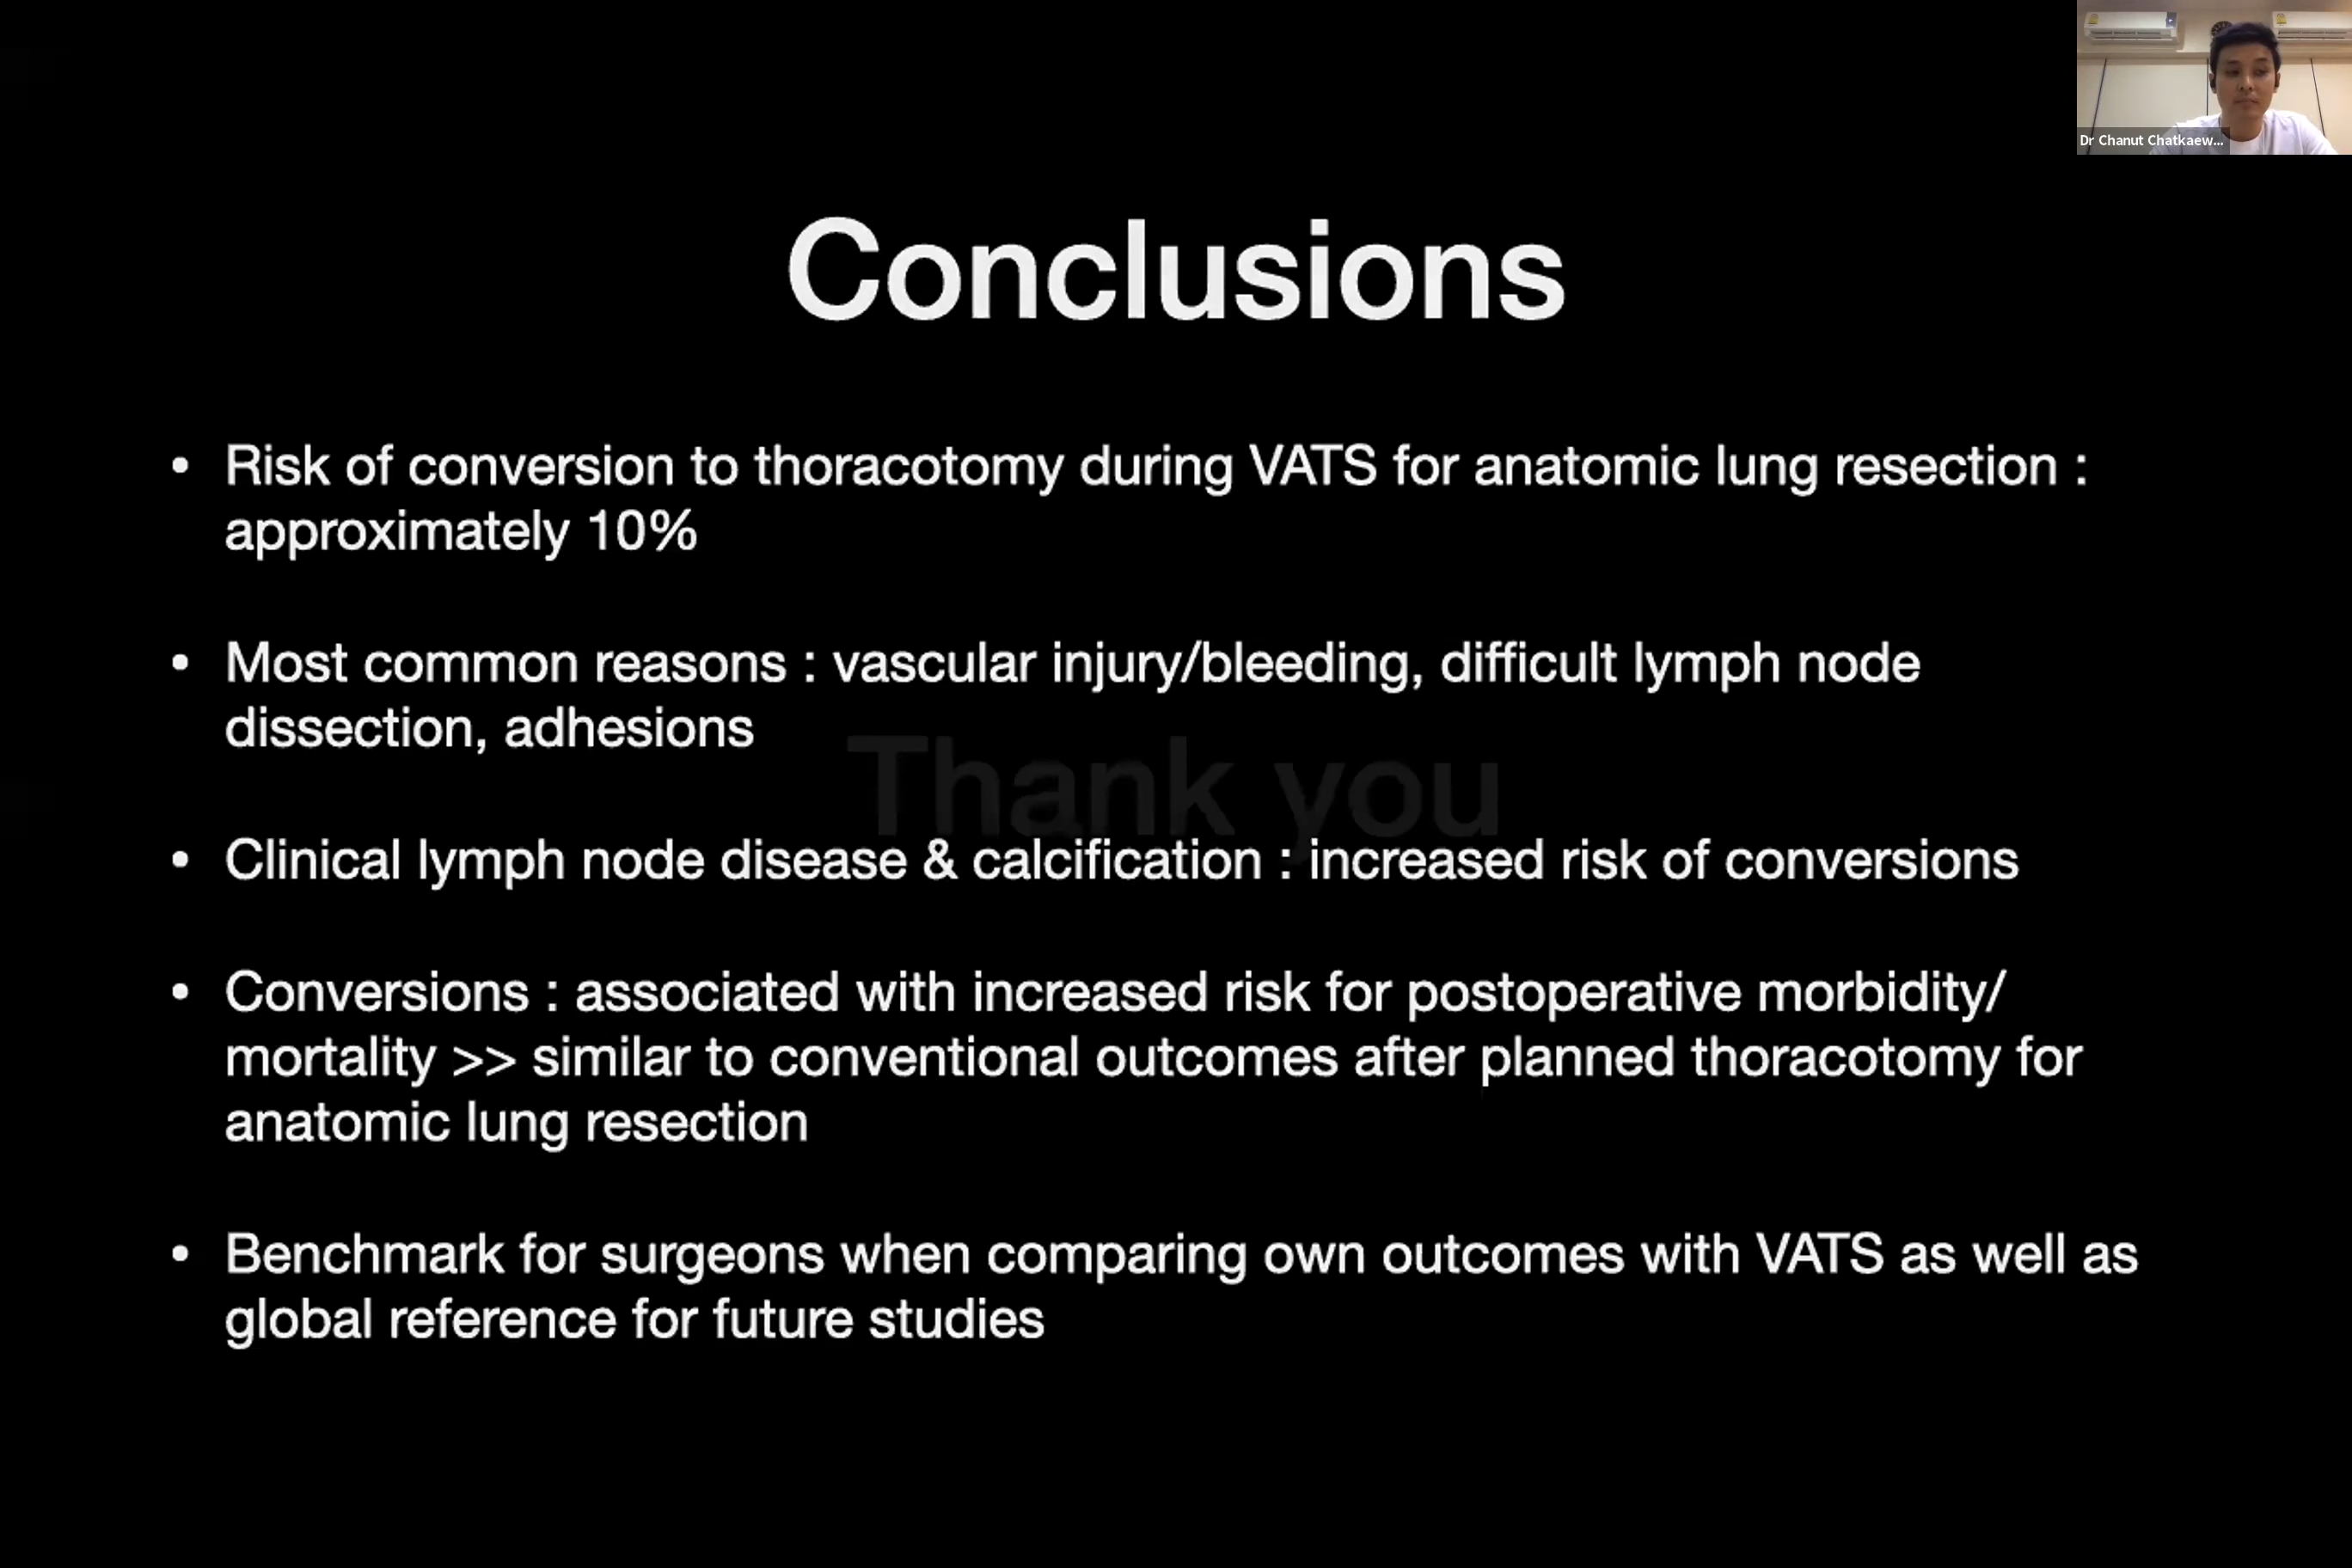 Dr Chanut Chatkaew...
Conclusions
• Risk of conversion to thoracotomy during VATS for anatomic lung resection :
approximately 10%
• Most common reasons : vascular injury/bleeding, difficult lymph node
dissection, adhesions
Thank you
• Clinical lymph node disease & calcification : increased risk of conversions
• Conversions : associated with increased risk for postoperative morbidity/
mortality >> similar to conventional outcomes after planned thoracotomy for
anatomic lung resection
• Benchmark for surgeons when comparing own outcomes with VATS as well as
global reference for future studies